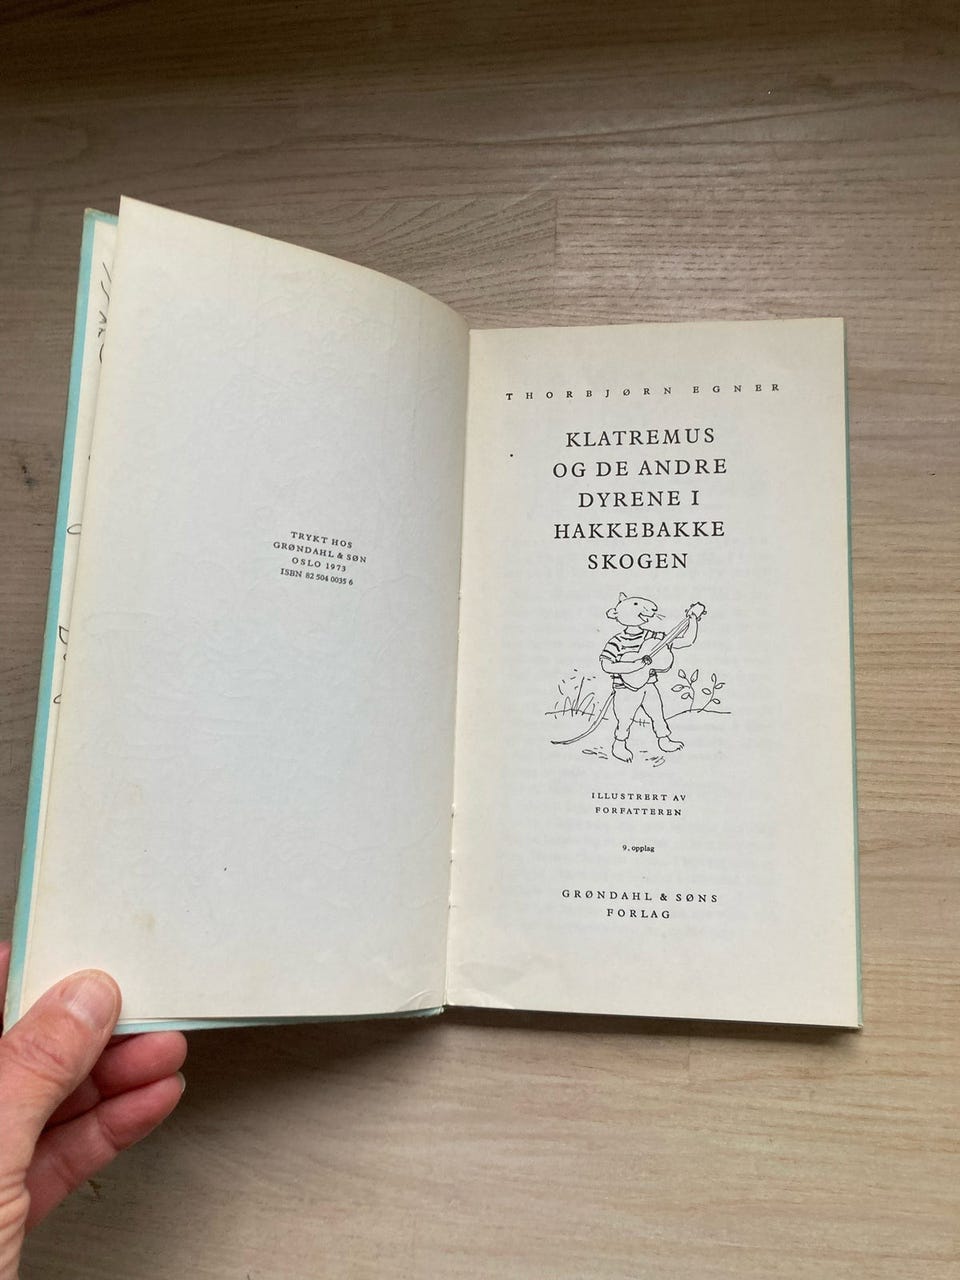 TRYKT HOS
GRØNDAHL & SØN
OSLO 1973
ISBN 82 504 0035 6
THORBJØRN EGNER
KLATREMUS
OG DE ANDRE
DYRENE I
HAKKEBAKKE
SKOGEN
ILLUSTRERT AV
FORFATTEREN
9. opplag
GRØNDAHL & SØNS
FORLAG